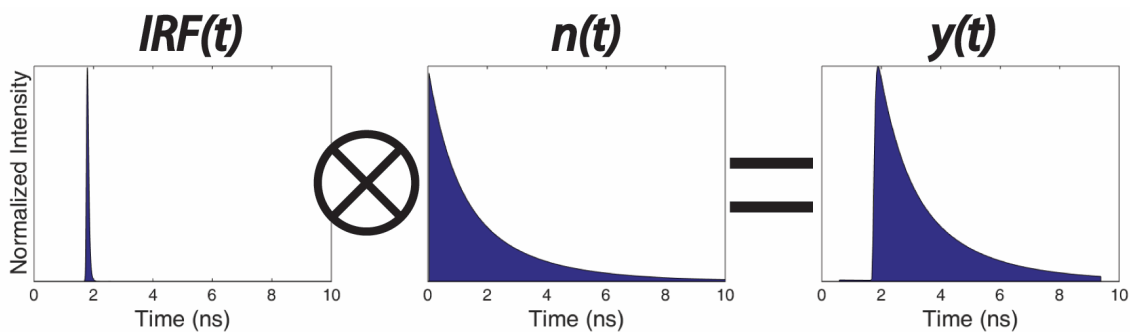 IRF(t)
n(t)
y(t)
Normalized Intensity
0 2 4 6 8 10
0 2 4 6 8 10
0 2 4 6 8 10
Time (ns)
Time (ns)
Time (ns)